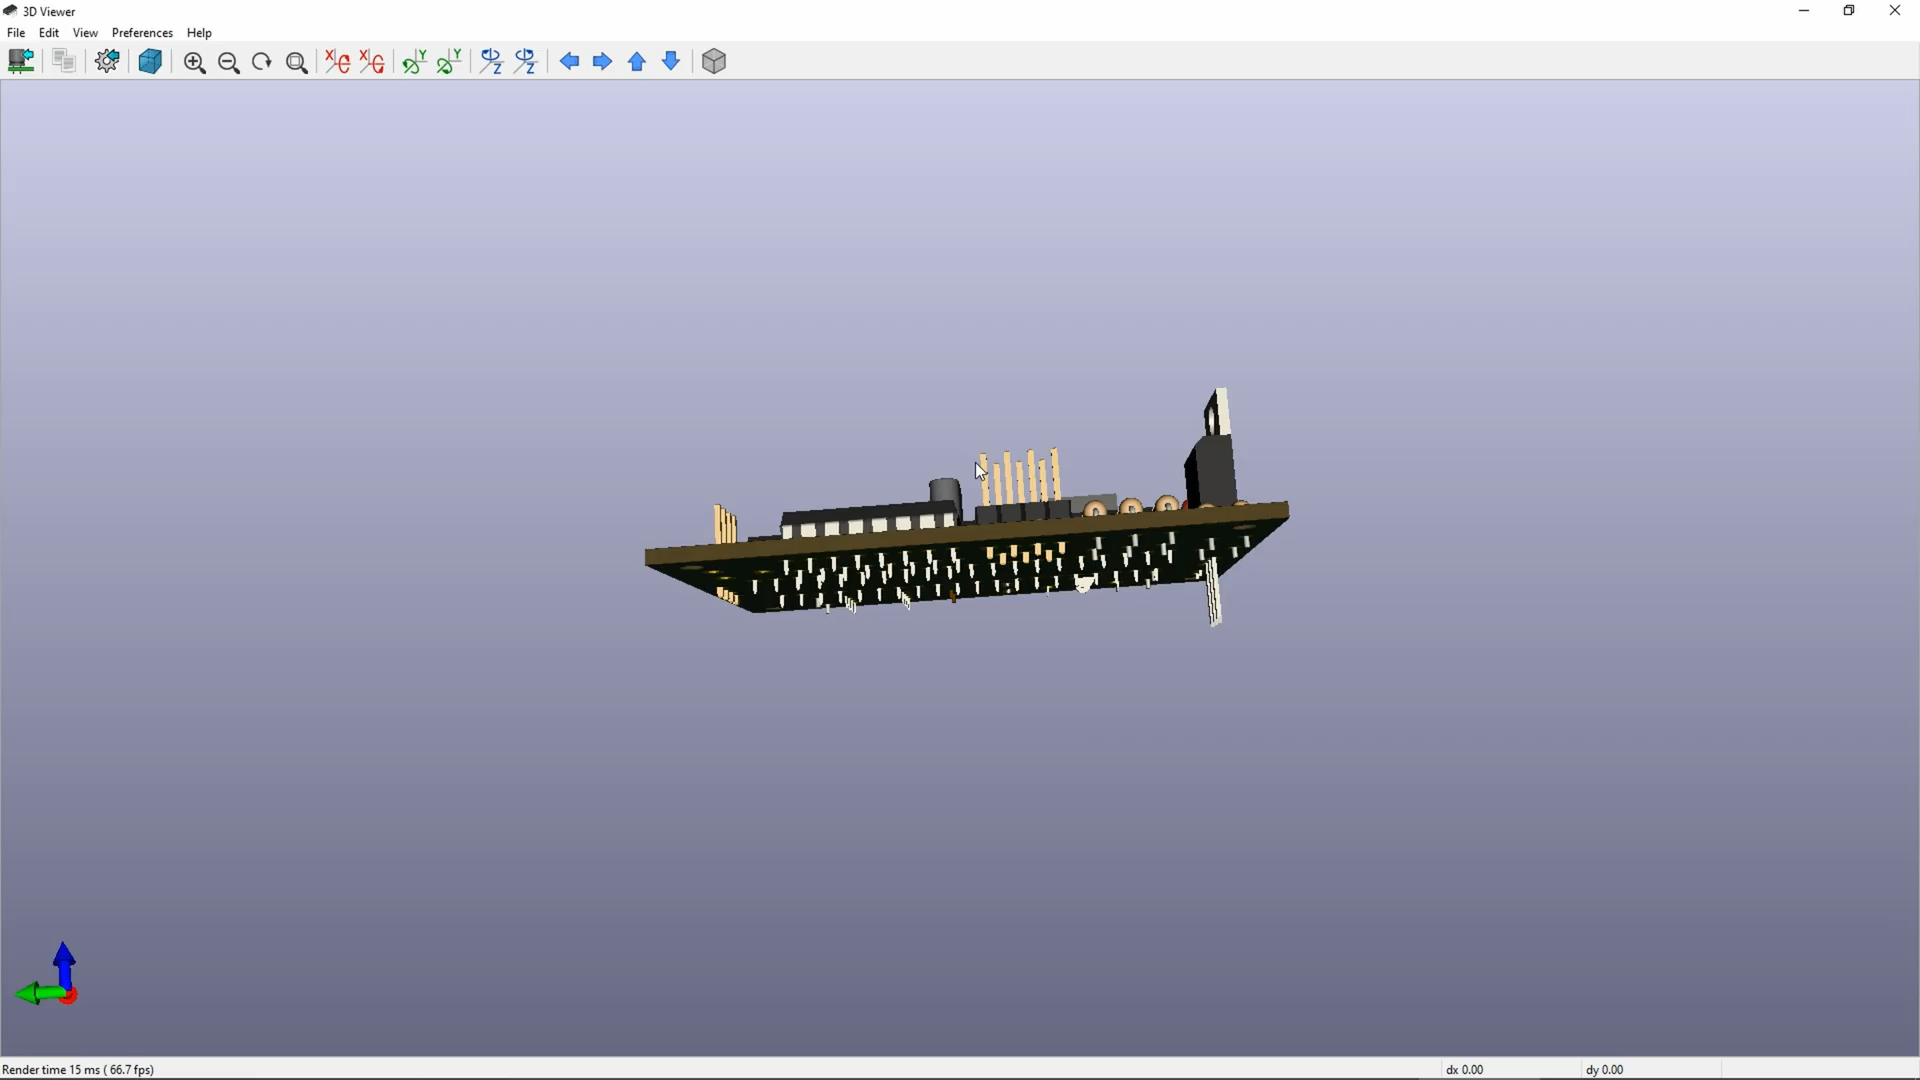 3D Viewer
File Edit View Preferences Help
X X Y Y Z Z
Render time 15 ms ( 66.7 fps)
dx 0.00
dy 0.00